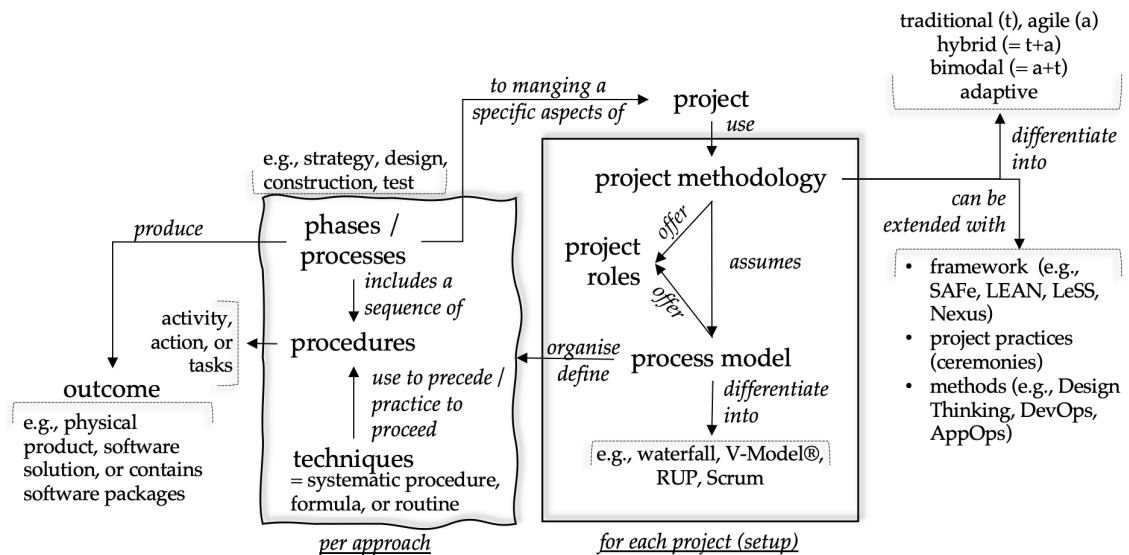 traditional (t), agile (a)
hybrid (= t+a)
bimodal (= a+t)
adaptive
to manging a
specific aspects of
project
use
differentiate
into
e.g., strategy, design,
construction, test
project methodology
can be
extended with
produce
phases /
processes
offer
project
roles
assumes
offer
includes a
sequence of
• framework (e.g.,
SAFe, LEAN, LeSS,
Nexus)
• project practices
(ceremonies)
• methods (e.g., Design
Thinking, DevOps,
AppOps)
activity,
action, or
tasks
procedures
organise
define
process model
outcome
use to precede /
practice to
proceed
differentiate
into
e.g., physical
product, software
solution, or contains
software packages
techniques
= systematic procedure,
formula, or routine
e.g., waterfall, V-Model®,
RUP, Scrum
per approach
for each project (setup)